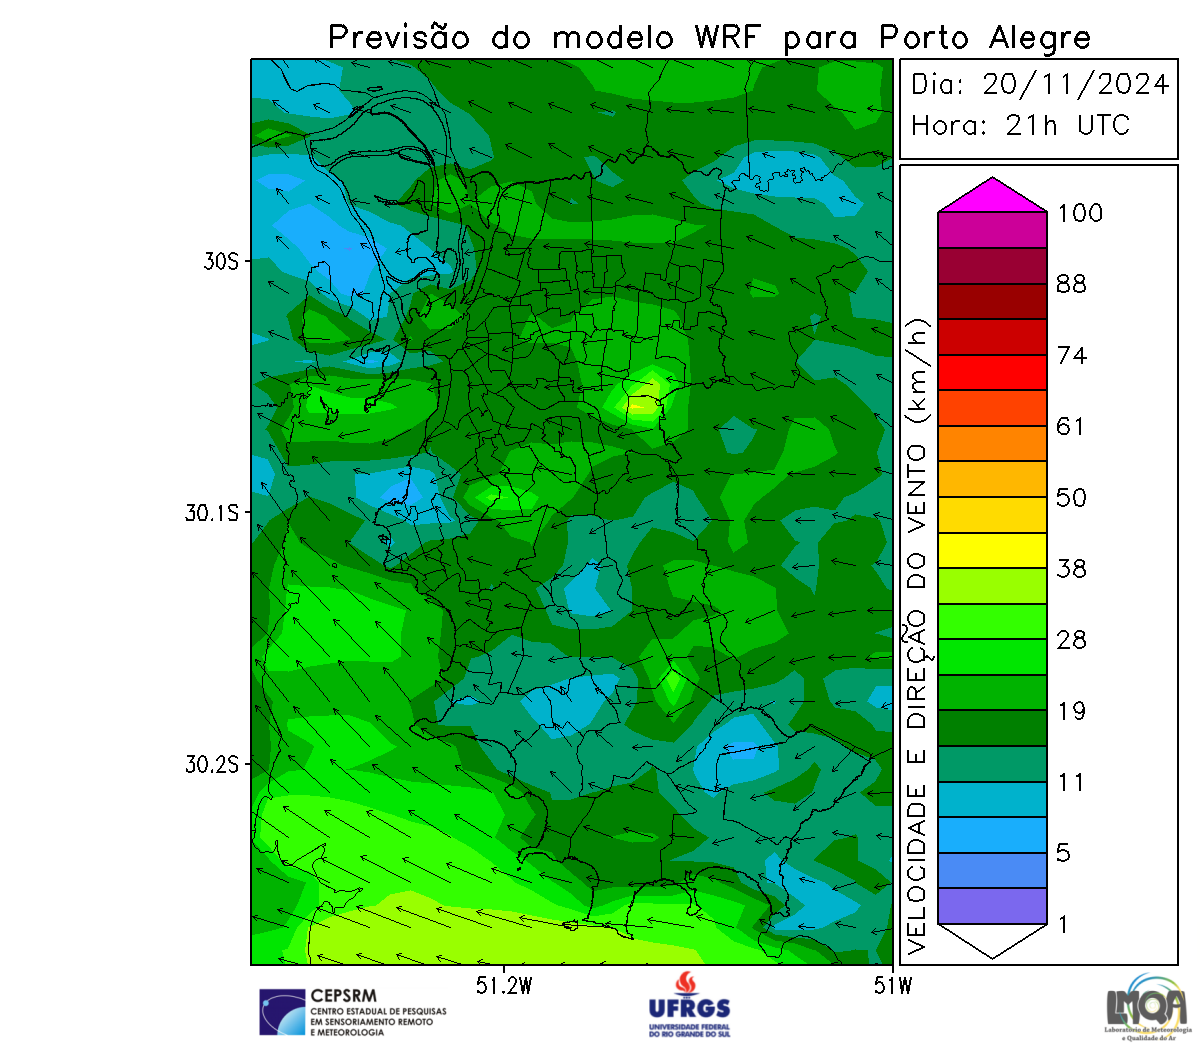 Previsão do modelo WRF para Porto Alegre
Dia: 20/11/2024
Hora: 21h UTC
100
88
74
61
50
38
28
19
11
5
1
VELOCIDADE E DIREÇÃO DO VENTO (km/h)
30S
30.1S
30.2S
51.2W
51W
CEPSRM
CENTRO ESTADUAL DE PESQUISAS
EM SENSORIAMENTO REMOTO
E METEOROLOGIA
UFRGS
UNIVERSIDADE FEDERAL
DO RIO GRANDE DO SUL
LMQA
Laboratório de Meteorologia
e Qualidade do Ar